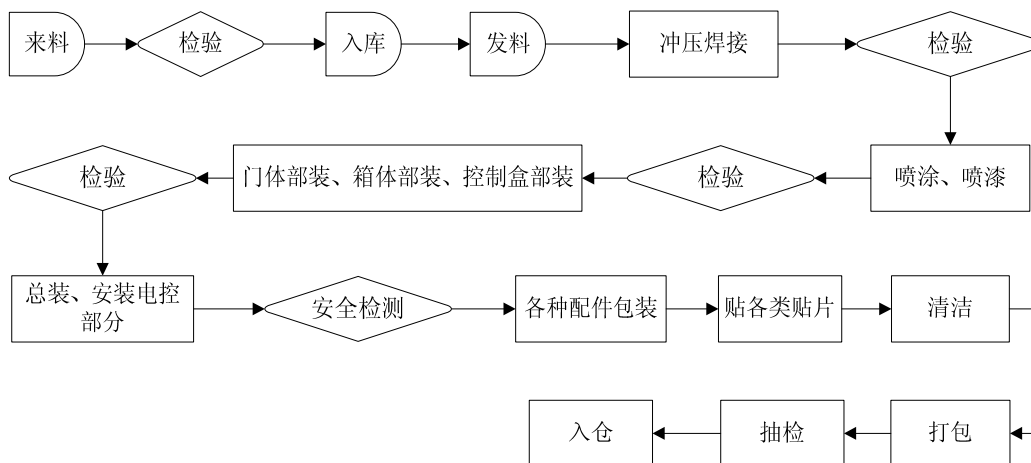 来料
检验
入库
发料
冲压焊接
检验
喷涂、喷漆
检验
门体部装、箱体部装、控制盒部装
检验
总装、安装电控
部分
安全检测
各种配件包装
贴各类贴片
清洁
打包
抽检
入仓